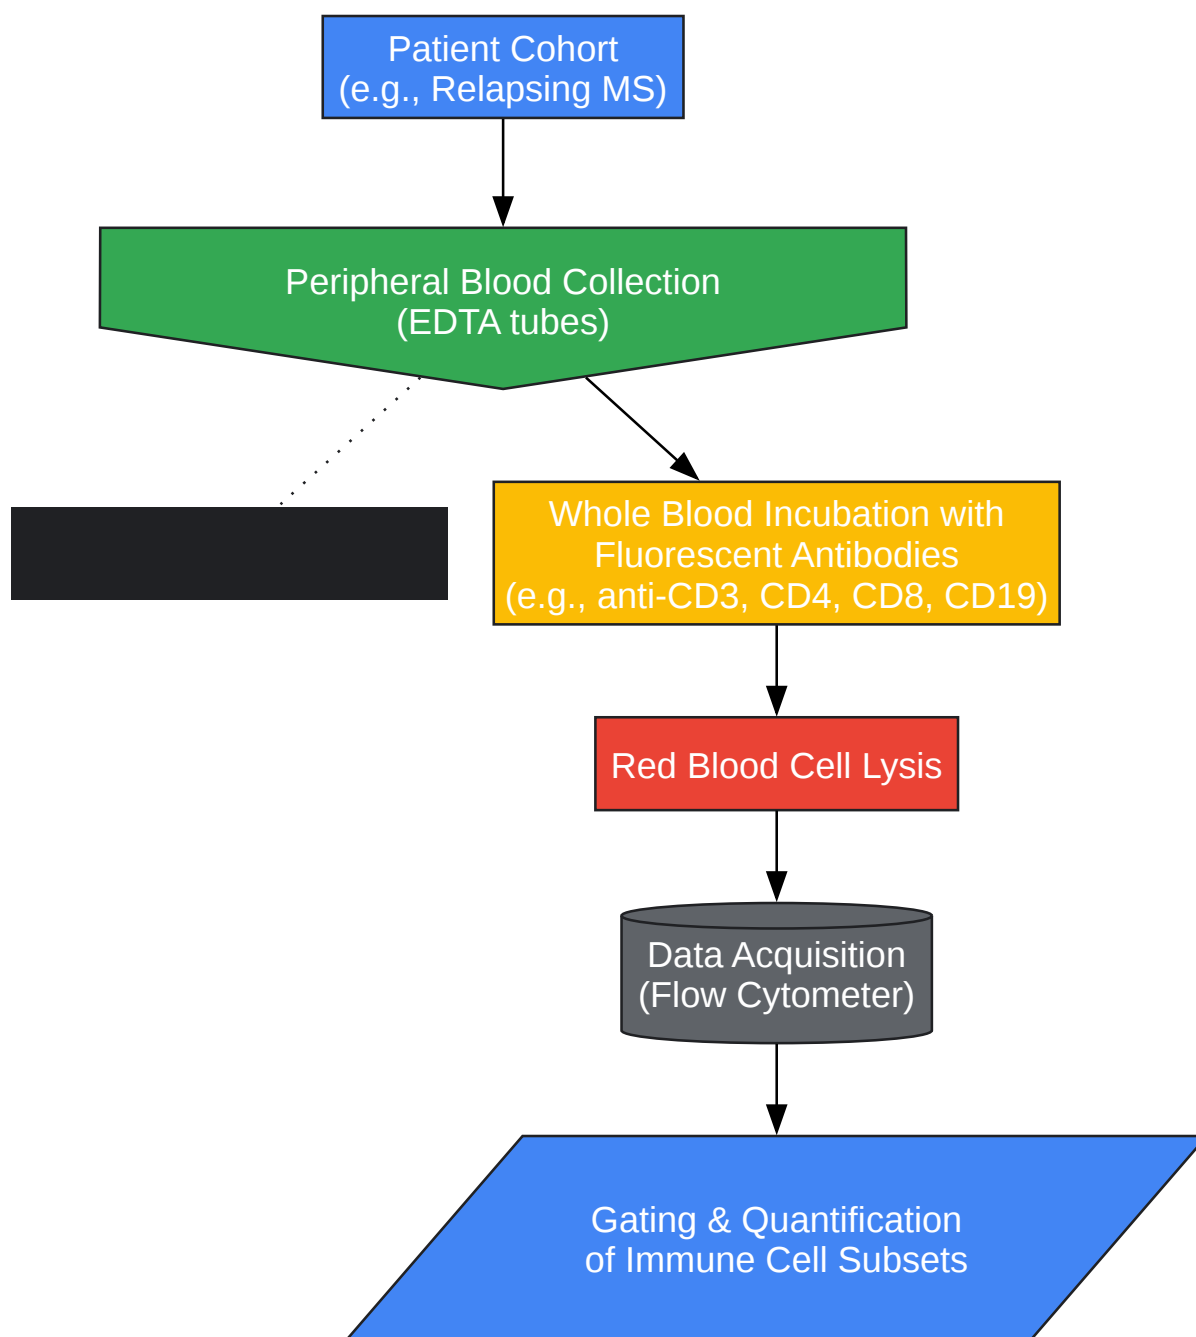 Patient Cohort
(e.g., Relapsing MS)
Peripheral Blood Collection
(EDTA tubes)
Whole Blood Incubation with
Fluorescent Antibodies
(e.g., anti-CD3, CD4, CD8, CD19)
Red Blood Cell Lysis
Data Acquisition
(Flow Cytometer)
Gating & Quantification
of Immune Cell Subsets